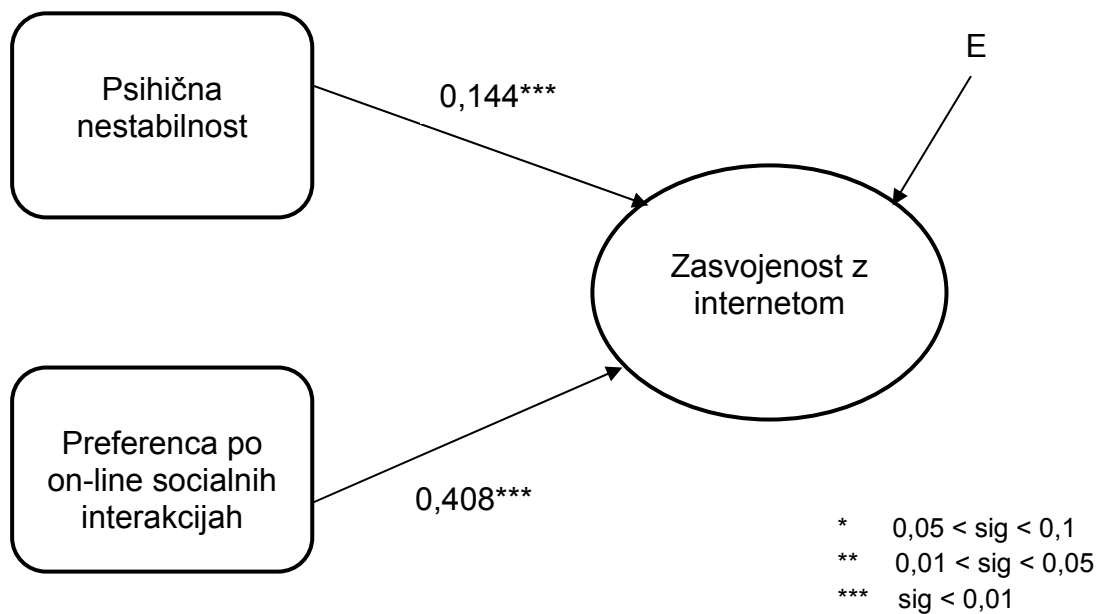 Psihična
nestabilnost
0,144***
E
Zasvojenost z
internetom
Preferenca po
on-line socialnih
interakcijah
0,408***
* 0,05 < sig < 0,1
** 0,01 < sig < 0,05
*** sig < 0,01